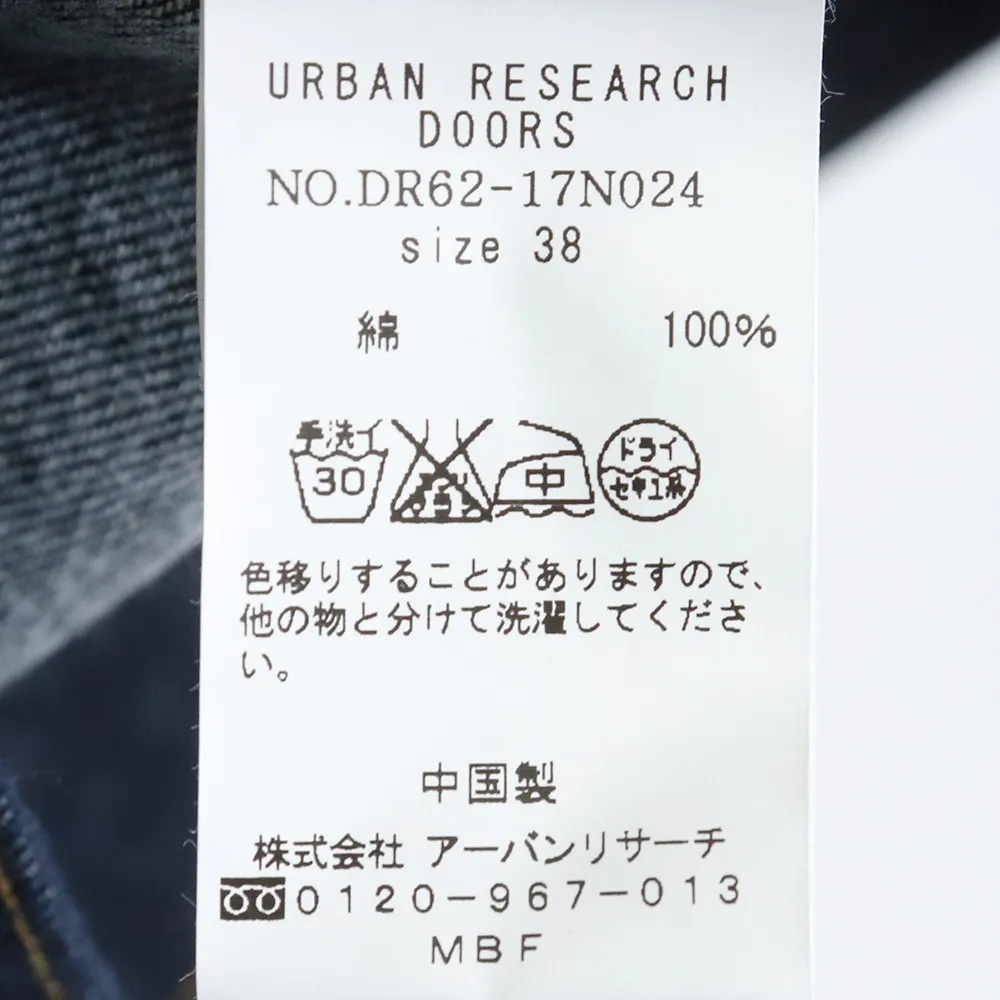 URBAN RESEARCH
DOORS
NO.DR62-17N024
size 38
綿 100%
手洗イ
30
中
ドライ
セキユ系
色移りすることがありますので、
他の物と分けて洗濯してくださ
い。
中国製
株式会社 アーバンリサーチ
0120-967-013
MBF